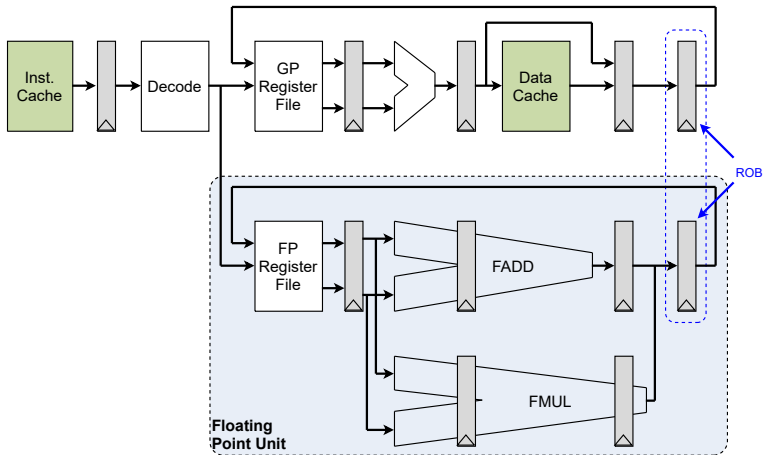 Inst.
Cache
Decode
GP
Register
File
Data
Cache
ROB
FP
Register
File
FADD
FMUL
Floating
Point Unit